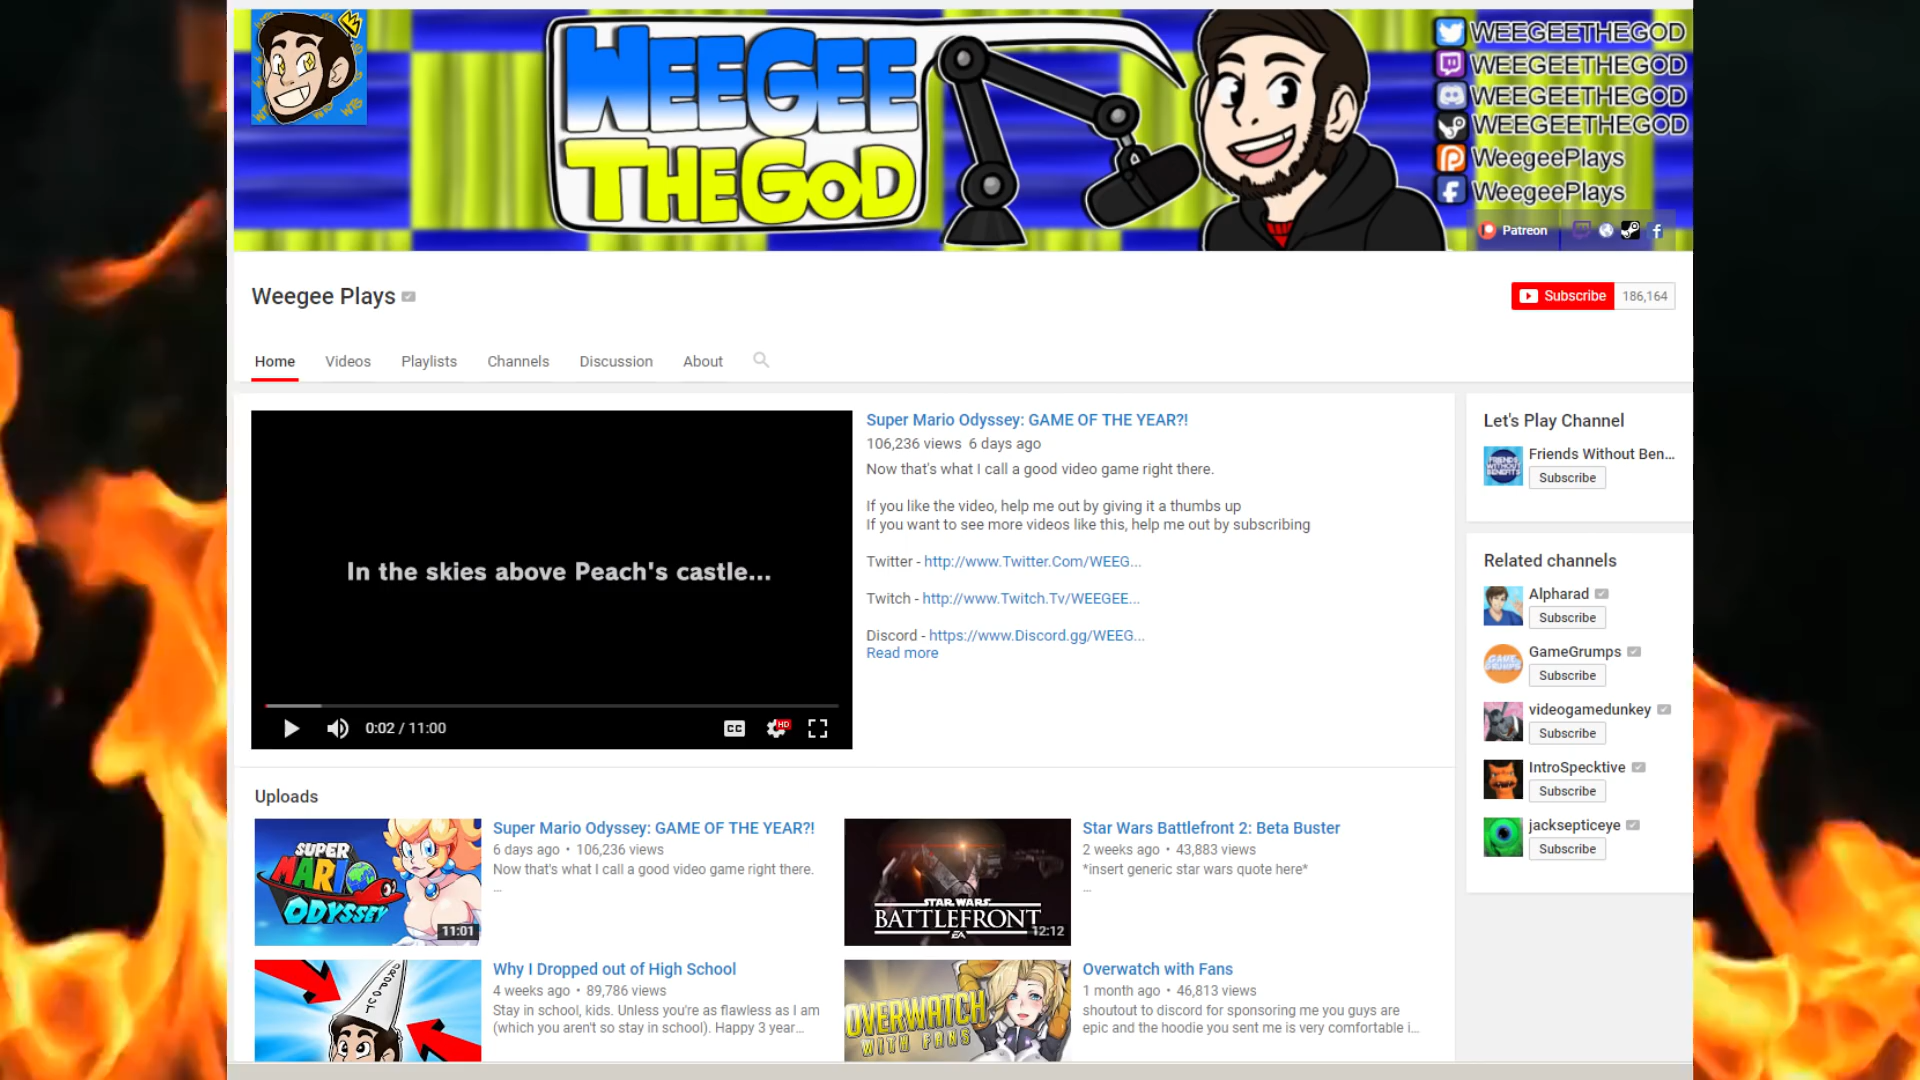 WEEGEE
THEGOD
WEEGEETHEGOD
WEEGEETHEGOD
WEEGEETHEGOD
WEEGEETHEGOD
WeegeePlays
WeegeePlays
Patreon
Weegee Plays
Subscribe 186,164
Home Videos Playlists Channels Discussion About
In the skies above Peach's castle...
0:02 / 11:00
CC
HD
Super Mario Odyssey: GAME OF THE YEAR?!
106,236 views 6 days ago
Now that's what I call a good video game right there.
If you like the video, help me out by giving it a thumbs up
If you want to see more videos like this, help me out by subscribing
Twitter - http://www.Twitter.Com/WEEG...
Twitch - http://www.Twitch.Tv/WEEGEE...
Discord - https://www.Discord.gg/WEEG...
Read more
Let's Play Channel
FRIENDS
WITHOUT
BENEFITS
Friends Without Ben...
Subscribe
Related channels
Alpharad
Subscribe
GAME
GRUMPS
GameGrumps
Subscribe
videogamedunkey
Subscribe
IntroSpecktive
Subscribe
jacksepticeye
Subscribe
Uploads
SUPER
MARIO
ODYSSEY
11:01
Super Mario Odyssey: GAME OF THE YEAR?!
6 days ago • 106,236 views
Now that's what I call a good video game right there.
...
STAR WARS
BATTLEFRONT
EA
12:12
Star Wars Battlefront 2: Beta Buster
2 weeks ago • 43,883 views
*insert generic star wars quote here*
...
DROPOUT
Why I Dropped out of High School
4 weeks ago • 89,786 views
Stay in school, kids. Unless you're as flawless as I am
(which you aren't so stay in school). Happy 3 year...
OVERWATCH
WITH FANS
Overwatch with Fans
1 month ago • 46,813 views
shoutout to discord for sponsoring me you guys are
epic and the hoodie you sent me is very comfortable i...